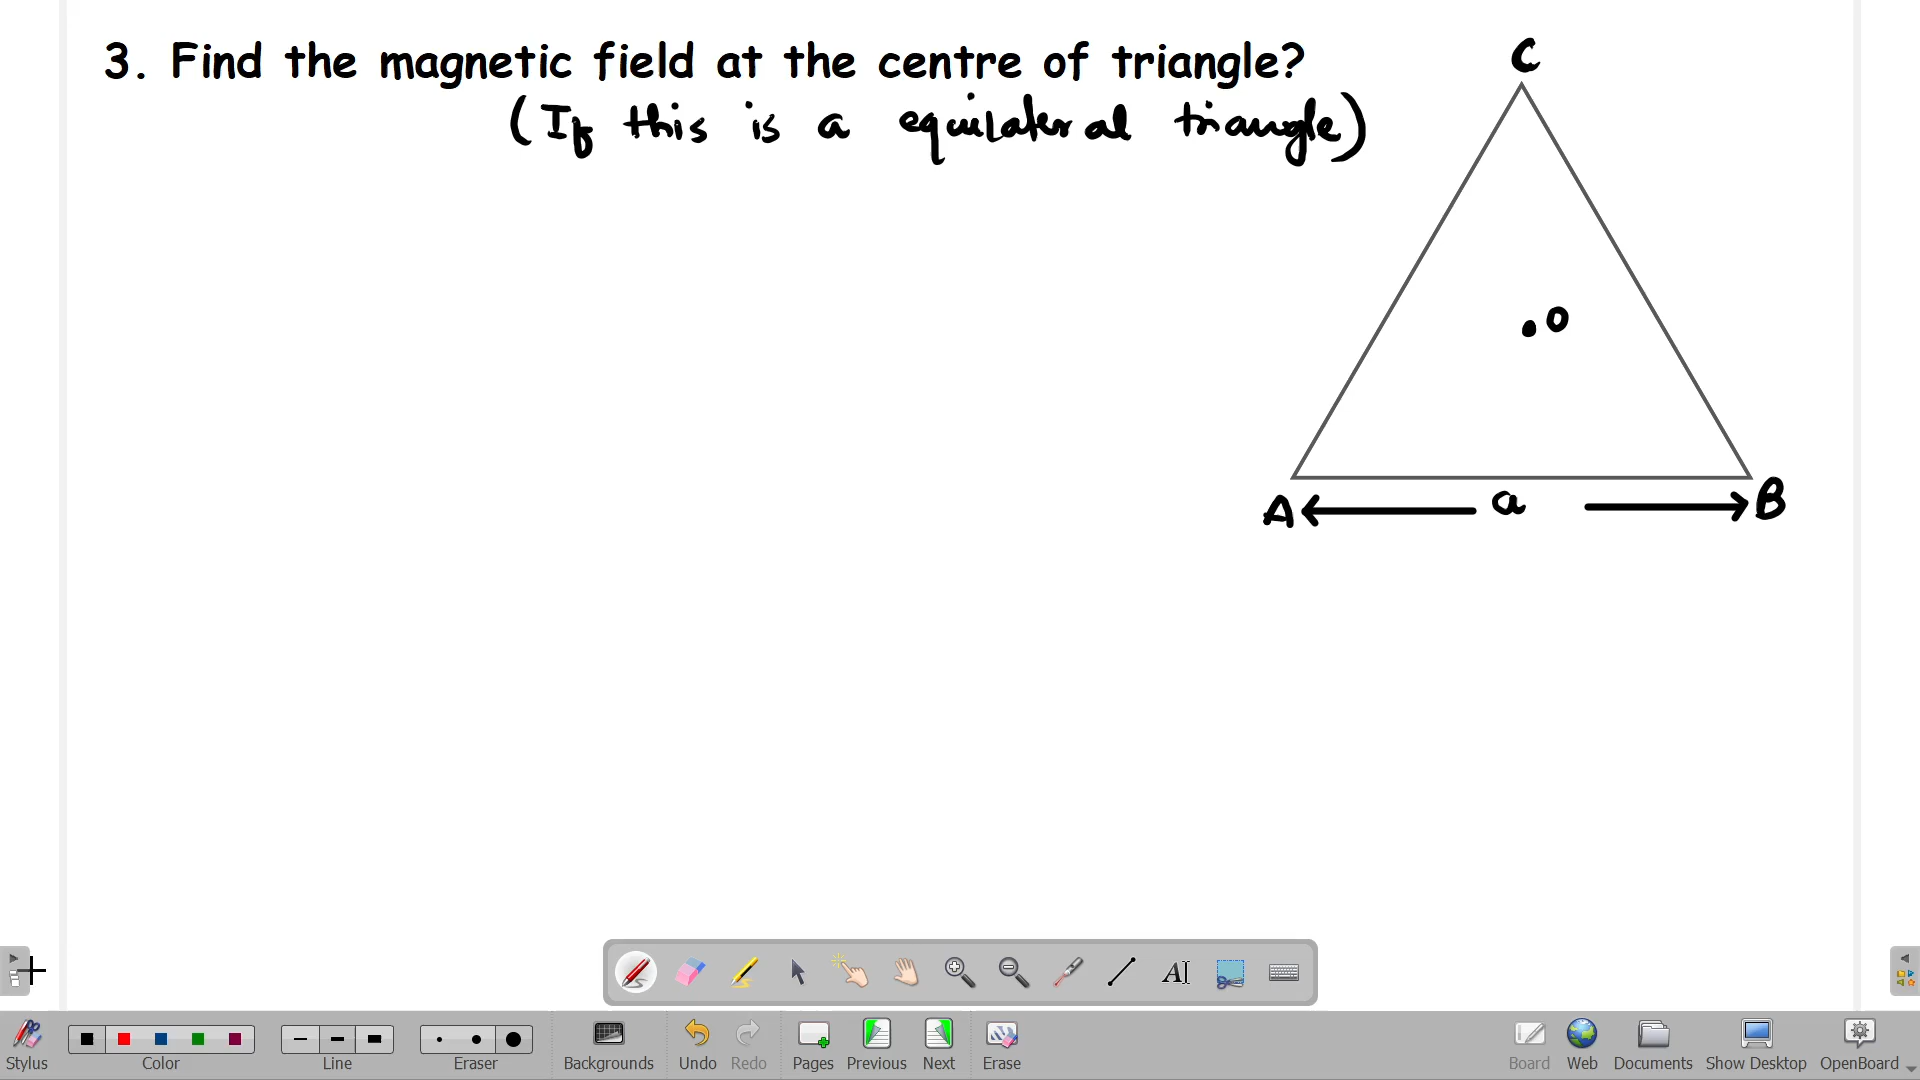 3. Find the magnetic field at the centre of triangle?
(If this is a equilateral triangle)
C
O
A a B
Stylus Color Line Eraser Backgrounds Undo Redo Pages Previous Next Erase Board Web Documents Show Desktop OpenBoard